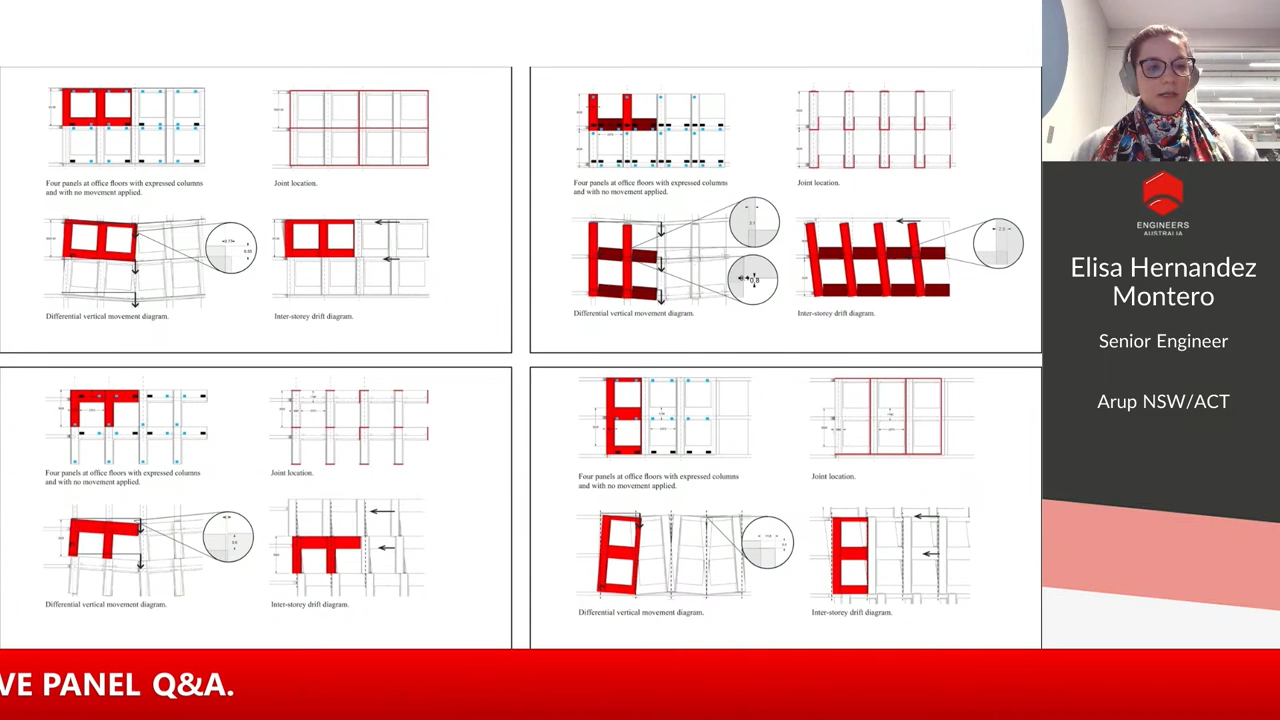 Four panels at office floors with expressed columns
and with no movement applied.
Joint location.
Differential vertical movement diagram.
Inter-storey drift diagram.
Four panels at office floors with expressed columns
and with no movement applied.
Joint location.
Differential vertical movement diagram.
Inter-storey drift diagram.
Four panels at office floors with expressed columns
and with no movement applied.
Joint location.
Differential vertical movement diagram.
Inter-storey drift diagram.
Four panels at office floors with expressed columns
and with no movement applied.
Joint location.
Differential vertical movement diagram.
Inter-storey drift diagram.
ENGINEERS
AUSTRALIA
Elisa Hernandez
Montero
Senior Engineer
Arup NSW/ACT
VE PANEL Q&A.